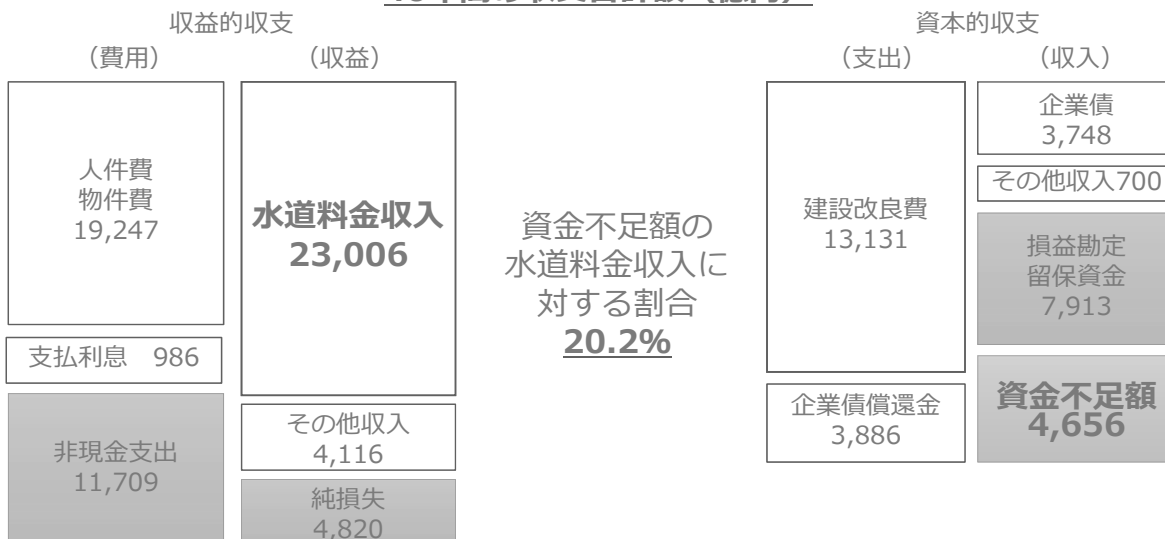 収益的収支
(費用)
(収益)
人件費
物件費
19,247
支払利息 986
非現金支出
11,709
水道料金収入
23,006
その他収入
4,116
純損失
4,820
資金不足額の
水道料金収入に
対する割合
20.2%
資本的収支
(支出)
(収入)
建設改良費
13,131
企業債償還金
3,886
企業債
3,748
その他収入700
損益勘定
留保資金
7,913
資金不足額
4,656